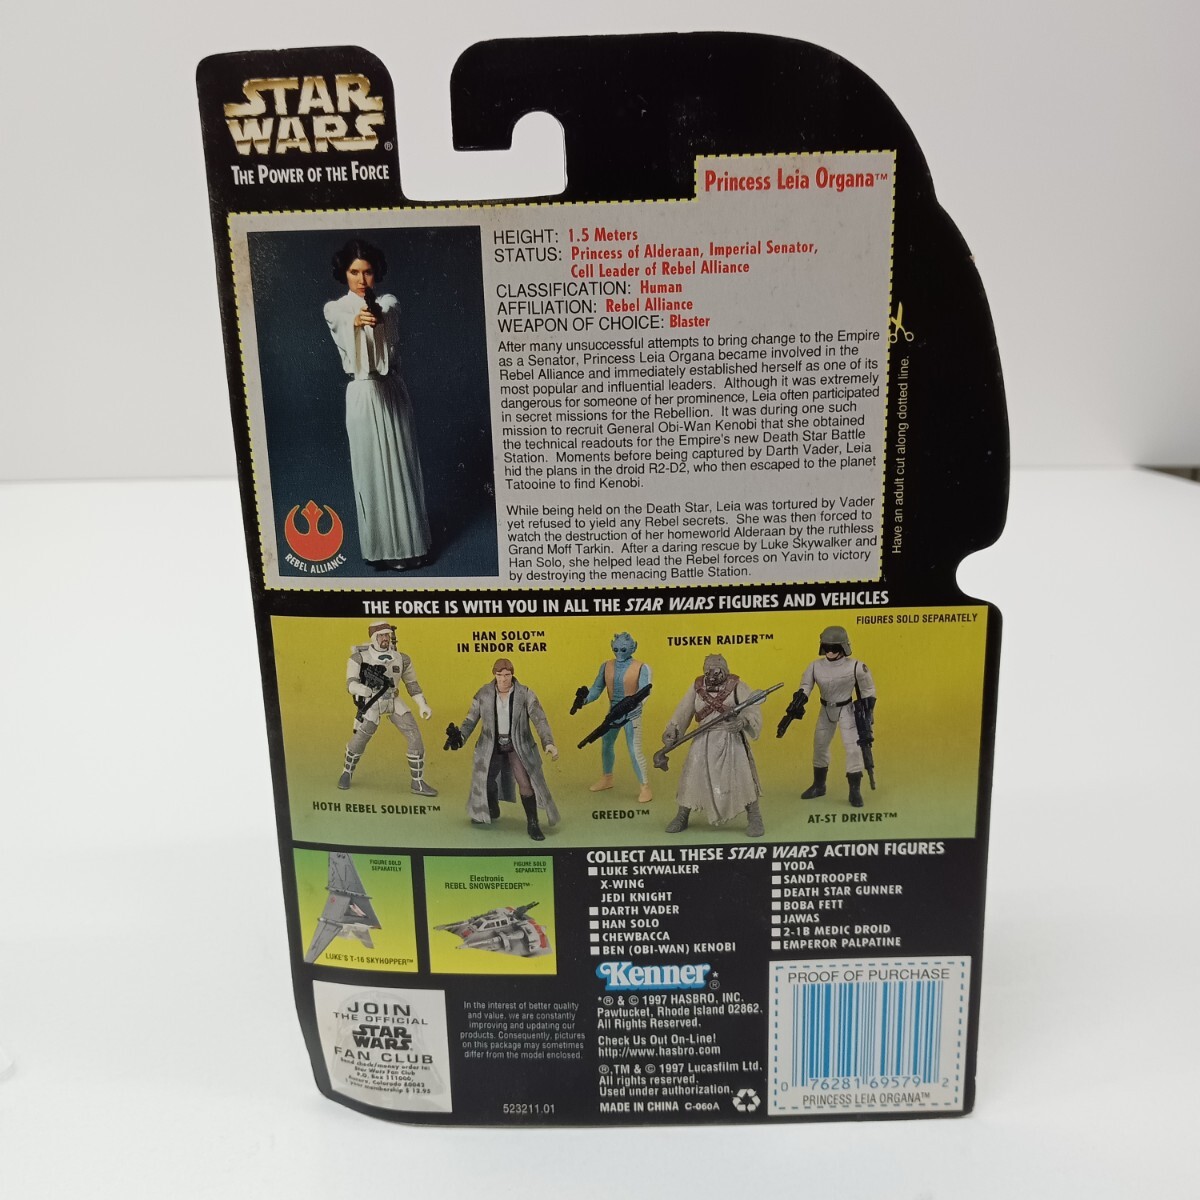 STAR
WARS®
THE POWER OF THE FORCE
Princess Leia Organa™
HEIGHT: 1.5 Meters
STATUS: Princess of Alderaan, Imperial Senator,
Cell Leader of Rebel Alliance
CLASSIFICATION: Human
AFFILIATION: Rebel Alliance
WEAPON OF CHOICE: Blaster
After many unsuccessful attempts to bring change to the Empire
as a Senator, Princess Leia Organa became involved in the
Rebel Alliance and immediately established herself as one of its
most popular and influential leaders. Although it was extremely
dangerous for someone of her prominence, Leia often participated
in secret missions for the Rebellion. It was during one such
mission to recruit General Obi-Wan Kenobi that she obtained
the technical readouts for the Empire's new Death Star Battle
Station. Moments before being captured by Darth Vader, Leia
hid the plans in the droid R2-D2, who then escaped to the planet
Tatooine to find Kenobi.
While being held on the Death Star, Leia was tortured by Vader
yet refused to yield any Rebel secrets. She was then forced to
watch the destruction of her homeworld Alderaan by the ruthless
Grand Moff Tarkin. After a daring rescue by Luke Skywalker and
Han Solo, she helped lead the Rebel forces on Yavin to victory
by destroying the menacing Battle Station.
REBEL ALLIANCE
Have an adult cut along dotted line.
THE FORCE IS WITH YOU IN ALL THE STAR WARS FIGURES AND VEHICLES
FIGURES SOLD SEPARATELY
HAN SOLO™
IN ENDOR GEAR
TUSKEN RAIDER™
HOTH REBEL SOLDIER™
GREEDO™
AT-ST DRIVER™
FIGURE SOLD
SEPARATELY
LUKE'S T-16 SKYHOPPER™
FIGURE SOLD
SEPARATELY
Electronic
REBEL SNOWSPEEDER™
COLLECT ALL THESE STAR WARS ACTION FIGURES
LUKE SKYWALKER
X-WING
JEDI KNIGHT
DARTH VADER
HAN SOLO
CHEWBACCA
BEN (OBI-WAN) KENOBI
YODA
SANDTROOPER
DEATH STAR GUNNER
BOBA FETT
JAWAS
2-1B MEDIC DROID
EMPEROR PALPATINE
JOIN
THE OFFICIAL
STAR
WARS
FAN CLUB
Send check/money order to:
Star Wars Fan Club
P.O. Box 111000,
Aurora, Colorado 80042
1 year membership $ 12.95
In the interest of better quality
and value, we are constantly
improving and updating our
products. Consequently, pictures
on this package may sometimes
differ from the model enclosed.
523211.01
Kenner*®
*® & © 1997 HASBRO, INC.
Pawtucket, Rhode Island 02862.
All Rights Reserved.
Check Us Out On-Line!
http://www.hasbro.com
®,TM & © 1997 Lucasfilm Ltd.
All rights reserved.
Used under authorization.
MADE IN CHINA C-060A
PROOF OF PURCHASE
0 76281 69579 2
PRINCESS LEIA ORGANA™